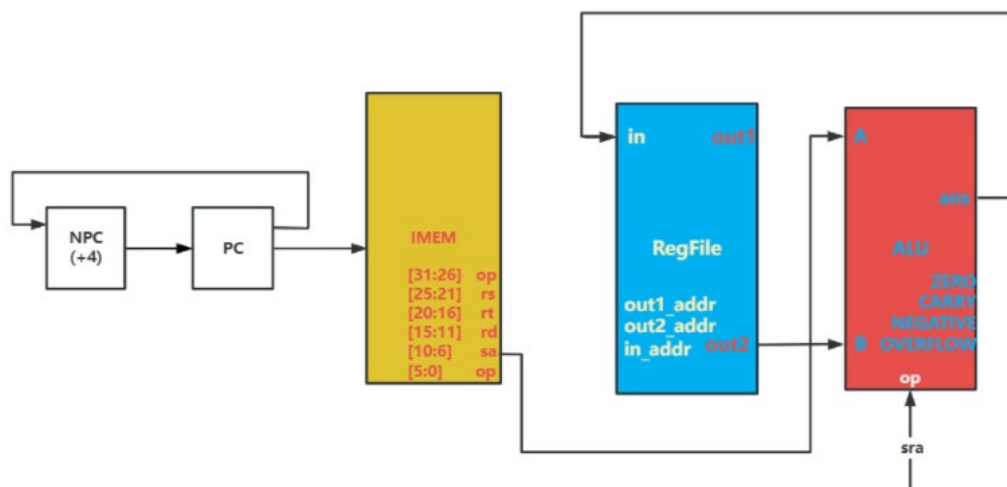 NPC
(+4)
PC
IMEM
[31:26] op
[25:21] rs
[20:16] rt
[15:11] rd
[10:6] sa
[5:0] op
in out1
RegFile
out1_addr
out2_addr
in_addr out2
A
ans
ALU
ZERO
CARRY
NEGATIVE
B OVERFLOW
op
sra